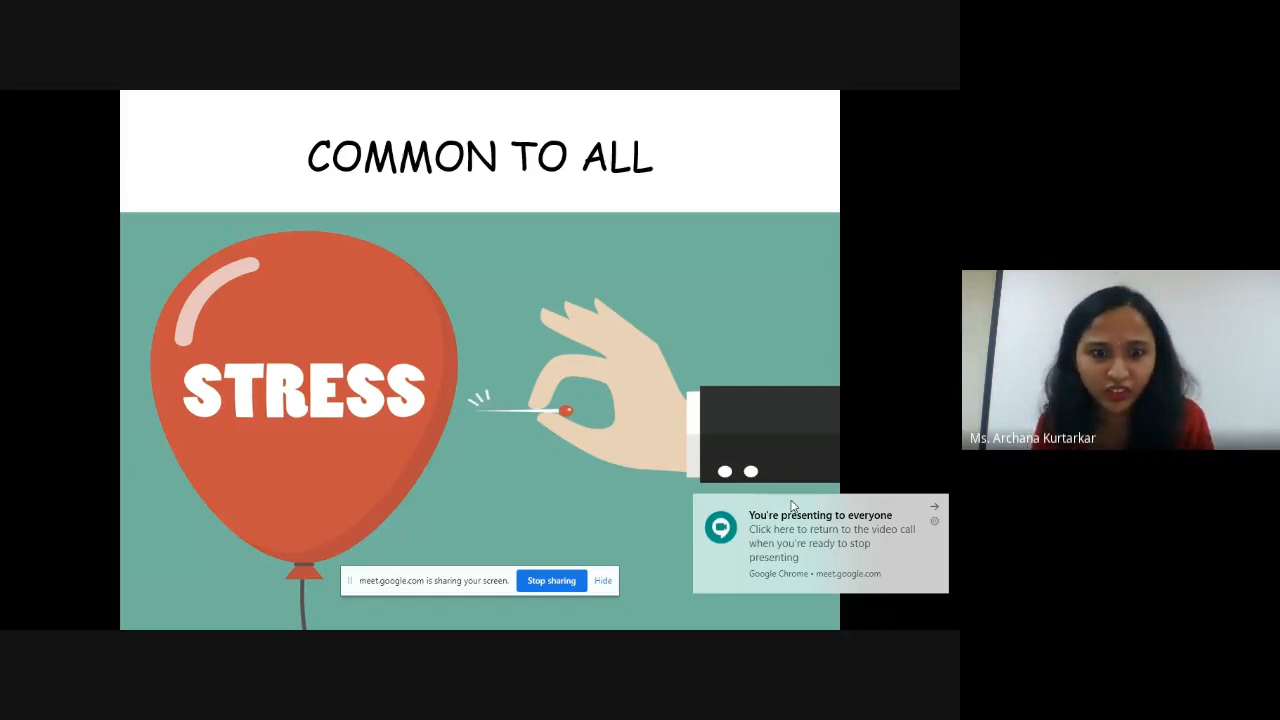 COMMON TO ALL
STRESS
Ms. Archana Kurtarkar
You're presenting to everyone
Click here to return to the video call
when you're ready to stop
presenting
Google Chrome • meet.google.com
meet.google.com is sharing your screen.
Stop sharing
Hide